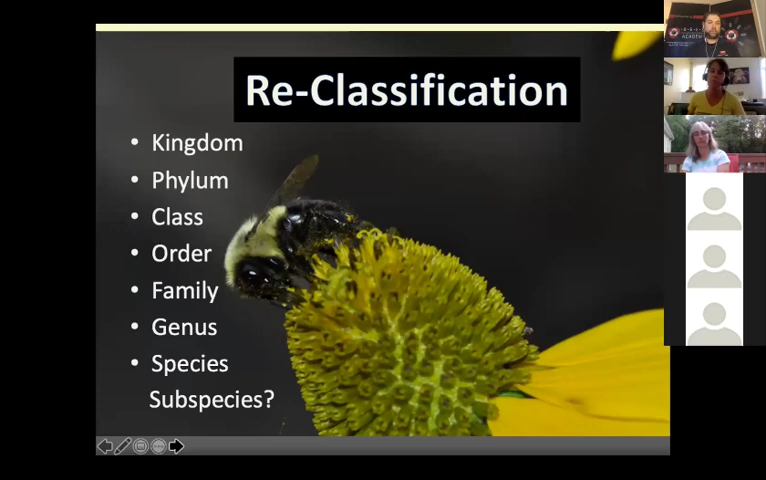 Re-Classification
• Kingdom
• Phylum
• Class
• Order
• Family
• Genus
• Species
Subspecies?